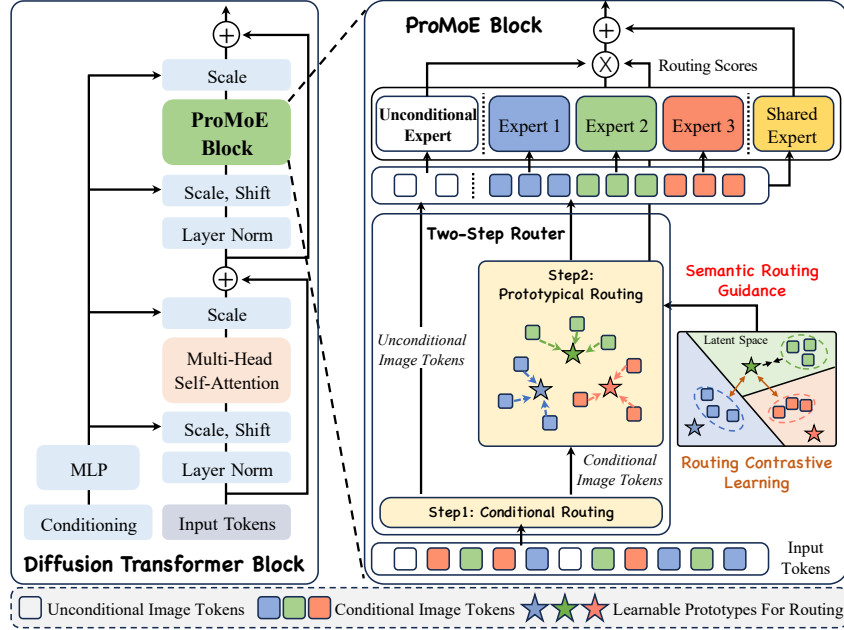 Scale
ProMoE
Block
Scale, Shift
Layer Norm
Scale
Multi-Head
Self-Attention
Scale, Shift
MLP
Layer Norm
Conditioning
Input Tokens
Diffusion Transformer Block
ProMoE Block
Routing Scores
Unconditional
Expert
Expert 1
Expert 2
Expert 3
Shared
Expert
Two-Step Router
Step2:
Prototypical Routing
Unconditional
Image Tokens
Semantic Routing
Guidance
Latent Space
Routing Contrastive
Learning
Conditional
Image Tokens
Step1: Conditional Routing
Input
Tokens
Unconditional Image Tokens
Conditional Image Tokens
Learnable Prototypes For Routing